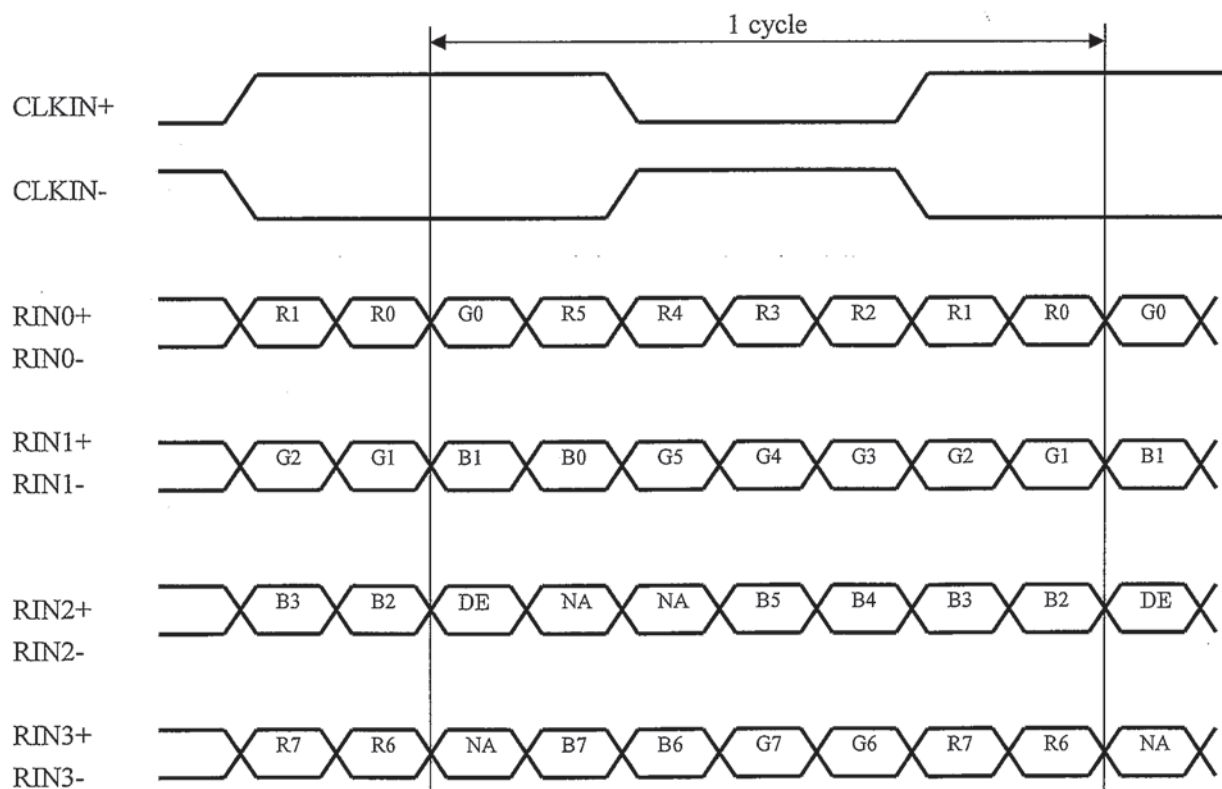 1 cycle
CLKIN+
CLKIN-
RIN0+ R1 R0 G0 R5 R4 R3 R2 R1 R0 G0
RIN0-
RIN1+ G2 G1 B1 B0 G5 G4 G3 G2 G1 B1
RIN1-
RIN2+ B3 B2 DE NA NA B5 B4 B3 B2 DE
RIN2-
RIN3+ R7 R6 NA B7 B6 G7 G6 R7 R6 NA
RIN3-